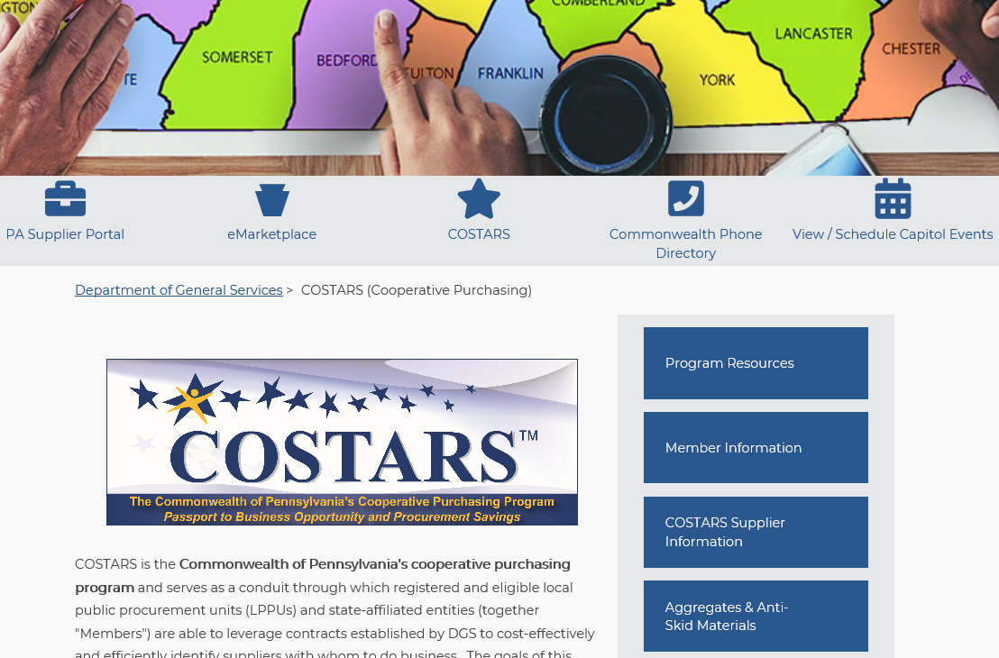 CUMBERLAND
LANCASTER
SOMERSET
BEDFORD
CHESTER
FRANKLIN
YORK
PA Supplier Portal
eMarketplace
COSTARS
Commonwealth Phone
Directory
View / Schedule Capitol Events
Department of General Services > COSTARS (Cooperative Purchasing)
COSTARS™
The Commonwealth of Pennsylvania's Cooperative Purchasing Program
Passport to Business Opportunity and Procurement Savings
COSTARS is the Commonwealth of Pennsylvania's cooperative purchasing
program and serves as a conduit through which registered and eligible local
public procurement units (LPPUs) and state-affiliated entities (together
"Members") are able to leverage contracts established by DGS to cost-effectively
and efficiently identify suppliers with whom to do business. The goals of this
Program Resources
Member Information
COSTARS Supplier
Information
Aggregates & Anti-
Skid Materials